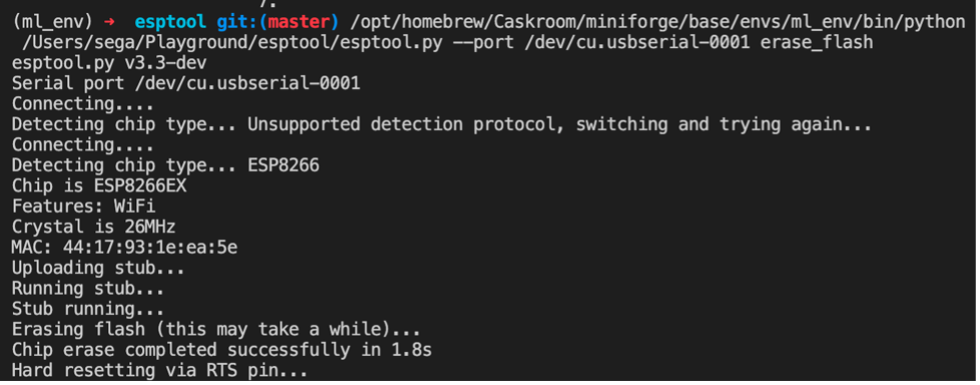 (ml_env) → esptool git:(master) /opt/homebrew/Caskroom/miniforge/base/envs/ml_env/bin/python
/Users/sega/Playground/esptool/esptool.py --port /dev/cu.usbserial-0001 erase_flash
esptool.py v3.3-dev
Serial port /dev/cu.usbserial-0001
Connecting....
Detecting chip type... Unsupported detection protocol, switching and trying again...
Connecting....
Detecting chip type... ESP8266
Chip is ESP8266EX
Features: WiFi
Crystal is 26MHz
MAC: 44:17:93:1e:ea:5e
Uploading stub...
Running stub...
Stub running...
Erasing flash (this may take a while)...
Chip erase completed successfully in 1.8s
Hard resetting via RTS pin...